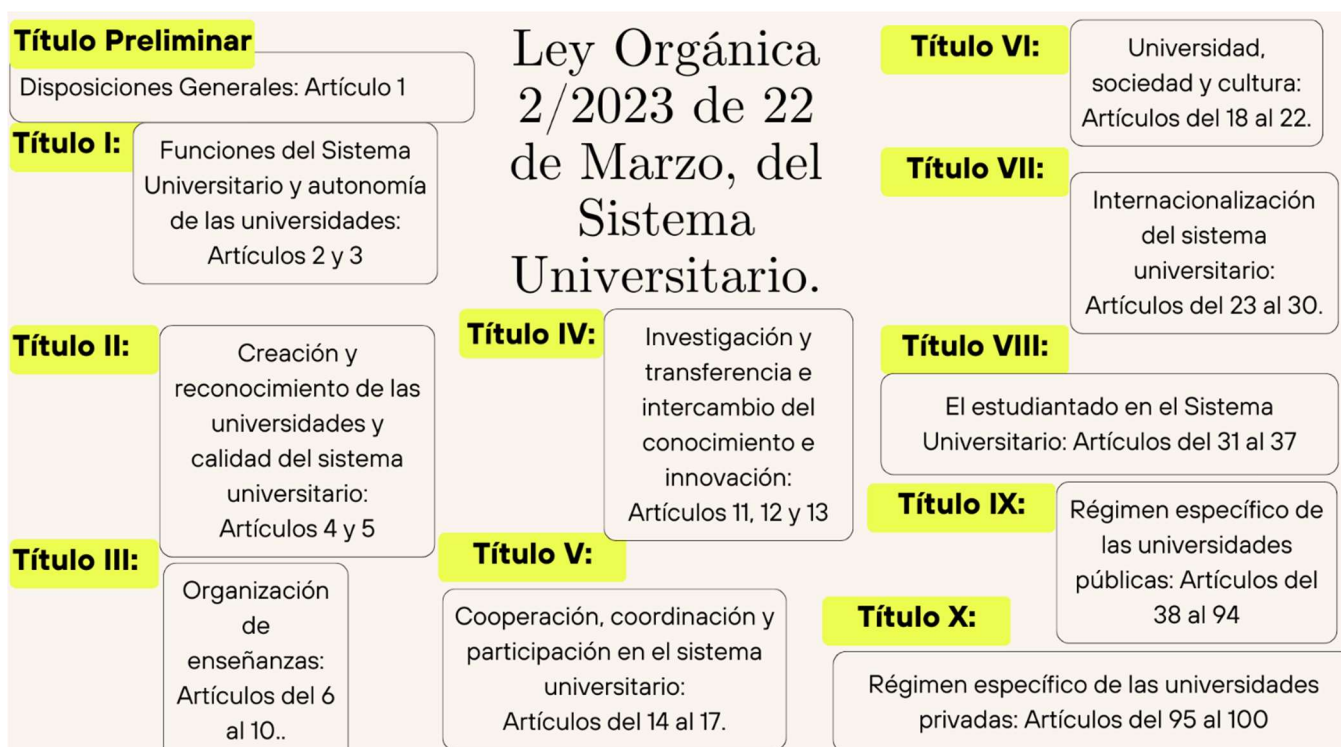 Título Preliminar
Disposiciones Generales: Artículo 1
Título I:
Funciones del Sistema
Universitario y autonomía
de las universidades:
Artículos 2 y 3
Título II:
Creación y
reconocimiento de las
universidades y
calidad del sistema
universitario:
Artículos 4 y 5
Título III:
Organización
de
enseñanzas:
Artículos del 6
al 10..
Ley Orgánica
2/2023 de 22
de Marzo, del
Sistema
Universitario.
Título IV:
Investigación y
transferencia e
intercambio del
conocimiento e
innovación:
Artículos 11, 12 y 13
Título V:
Cooperación, coordinación y
participación en el sistema
universitario:
Artículos del 14 al 17.
Título VI:
Universidad,
sociedad y cultura:
Artículos del 18 al 22.
Título VII:
Internacionalización
del sistema
universitario:
Artículos del 23 al 30.
Título VIII:
El estudiantado en el Sistema
Universitario: Artículos del 31 al 37
Título IX:
Régimen específico de
las universidades
públicas: Artículos del
38 al 94
Título X:
Régimen específico de las universidades
privadas: Artículos del 95 al 100